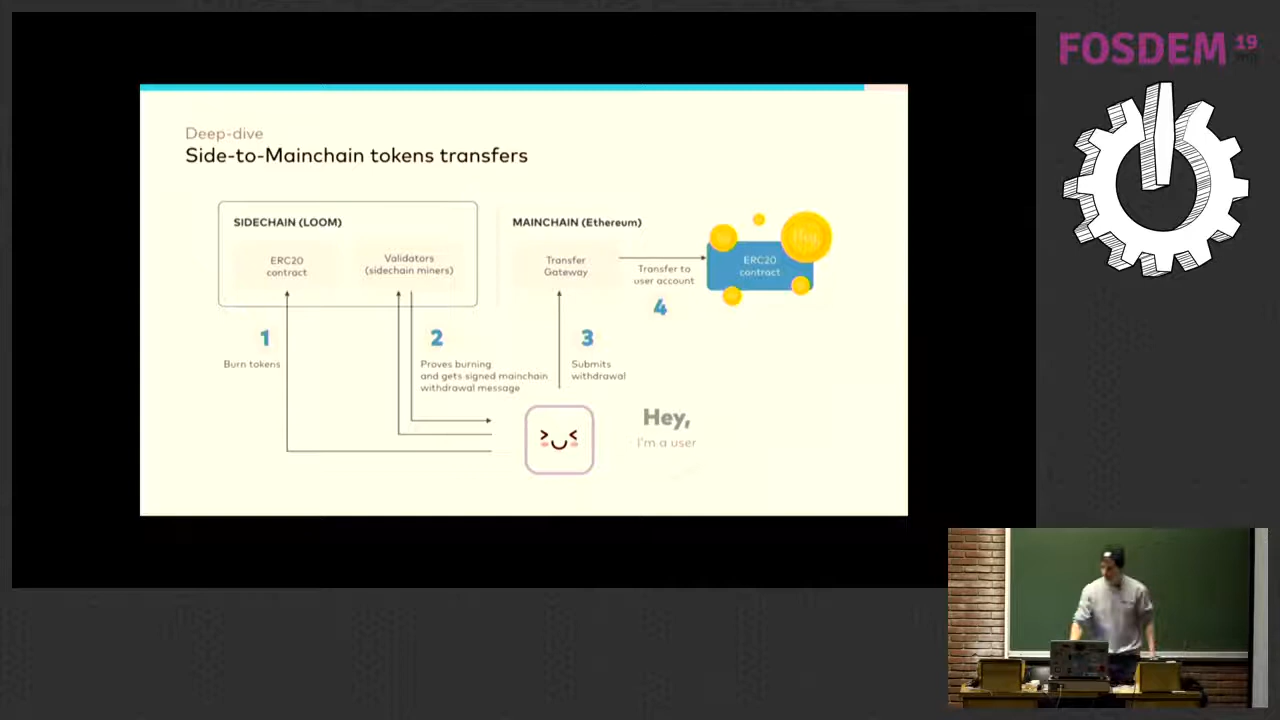 FOSDEM 19
Deep-dive
Side-to-Mainchain tokens transfers
SIDECHAIN (LOOM)
MAINCHAIN (Ethereum)
ERC20
contract
Validators
(sidechain miners)
Transfer
Gateway
Transfer to
user account
ERC20
contract
4
1
Burn tokens
2
Proves burning
and gets signed mainchain
withdrawal message
3
Submits
withdrawal
Hey,
I'm a user